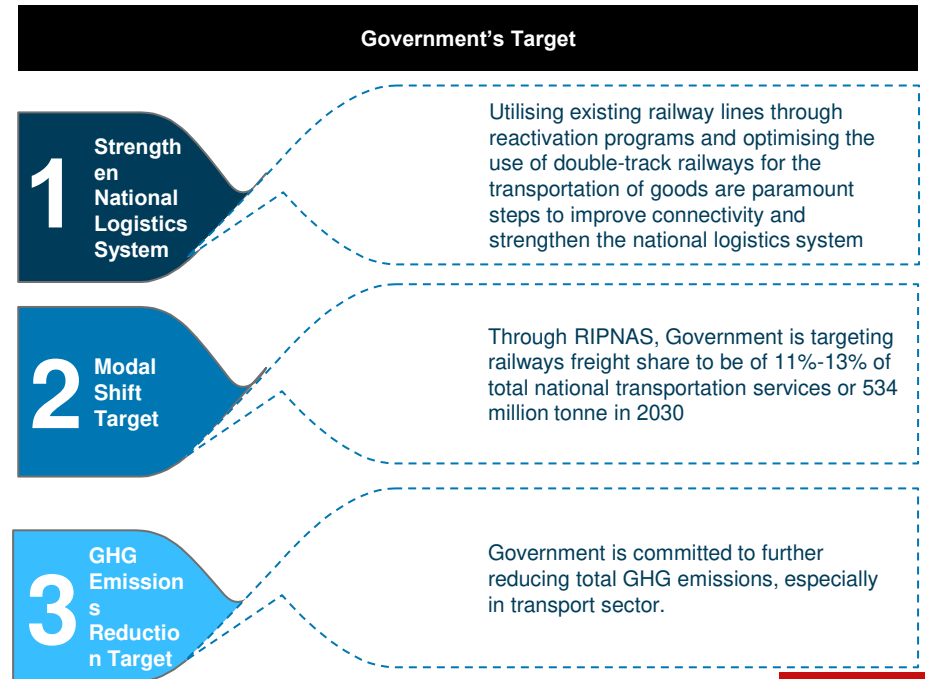 Government's Target
1
Strength
en
National
Logistics
System
Utilising existing railway lines through
reactivation programs and optimising the
use of double-track railways for the
transportation of goods are paramount
steps to improve connectivity and
strengthen the national logistics system
2
Modal
Shift
Target
Through RIPNAS, Government is targeting
railways freight share to be of 11%-13% of
total national transportation services or 534
million tonne in 2030
3
GHG
Emission
s
Reductio
n Target
Government is committed to further
reducing total GHG emissions, especially
in transport sector.